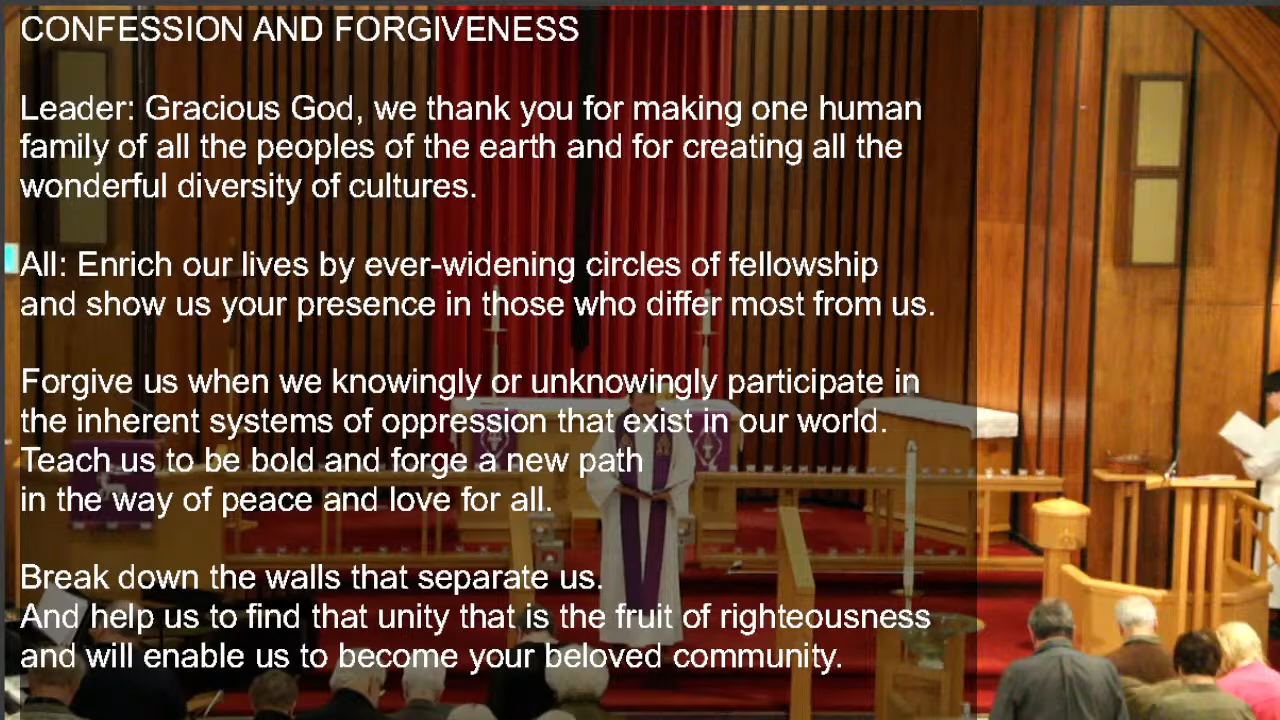 CONFESSION AND FORGIVENESS
Leader: Gracious God, we thank you for making one human
family of all the peoples of the earth and for creating all the
wonderful diversity of cultures.
All: Enrich our lives by ever-widening circles of fellowship
and show us your presence in those who differ most from us.
Forgive us when we knowingly or unknowingly participate in
the inherent systems of oppression that exist in our world.
Teach us to be bold and forge a new path
in the way of peace and love for all.
Break down the walls that separate us.
And help us to find that unity that is the fruit of righteousness
and will enable us to become your beloved community.